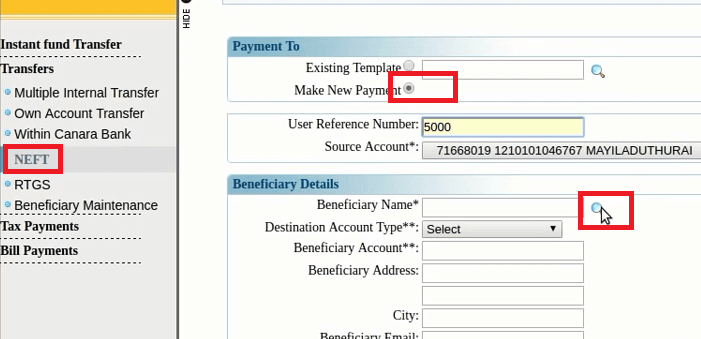 HIDE
Instant fund Transfer
Transfers
Multiple Internal Transfer
Own Account Transfer
Within Canara Bank
NEFT
RTGS
Beneficiary Maintenance
Tax Payments
Bill Payments
Payment To
Existing Template
Make New Payment
User Reference Number: 5000
Source Account*: 71668019 1210101046767 MAYILADUTHURAI
Beneficiary Details
Beneficiary Name*
Destination Account Type**: Select
Beneficiary Account**:
Beneficiary Address:
City:
Beneficiary Email: